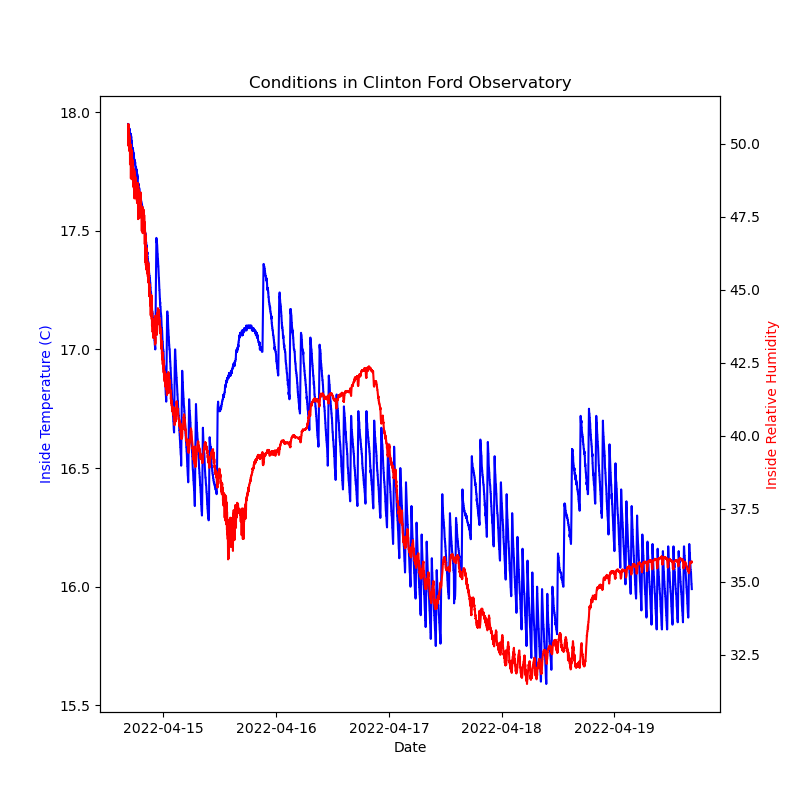 Conditions in Clinton Ford Observatory
18.0
17.5
17.0
16.5
16.0
15.5
Inside Temperature (C)
50.0
47.5
45.0
42.5
40.0
37.5
35.0
32.5
Inside Relative Humidity
2022-04-15 2022-04-16 2022-04-17 2022-04-18 2022-04-19
Date